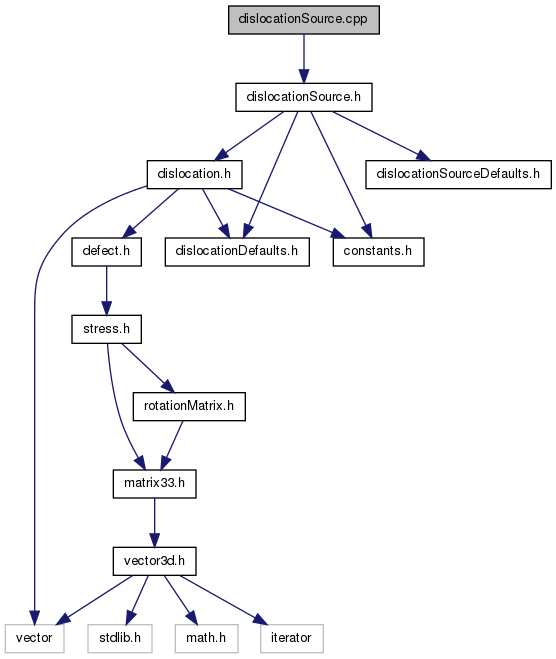 dislocationSource.cpp
dislocationSource.h
dislocation.h
dislocationSourceDefaults.h
defect.h
dislocationDefaults.h
constants.h
stress.h
rotationMatrix.h
matrix33.h
vector3d.h
vector
stdlib.h
math.h
iterator